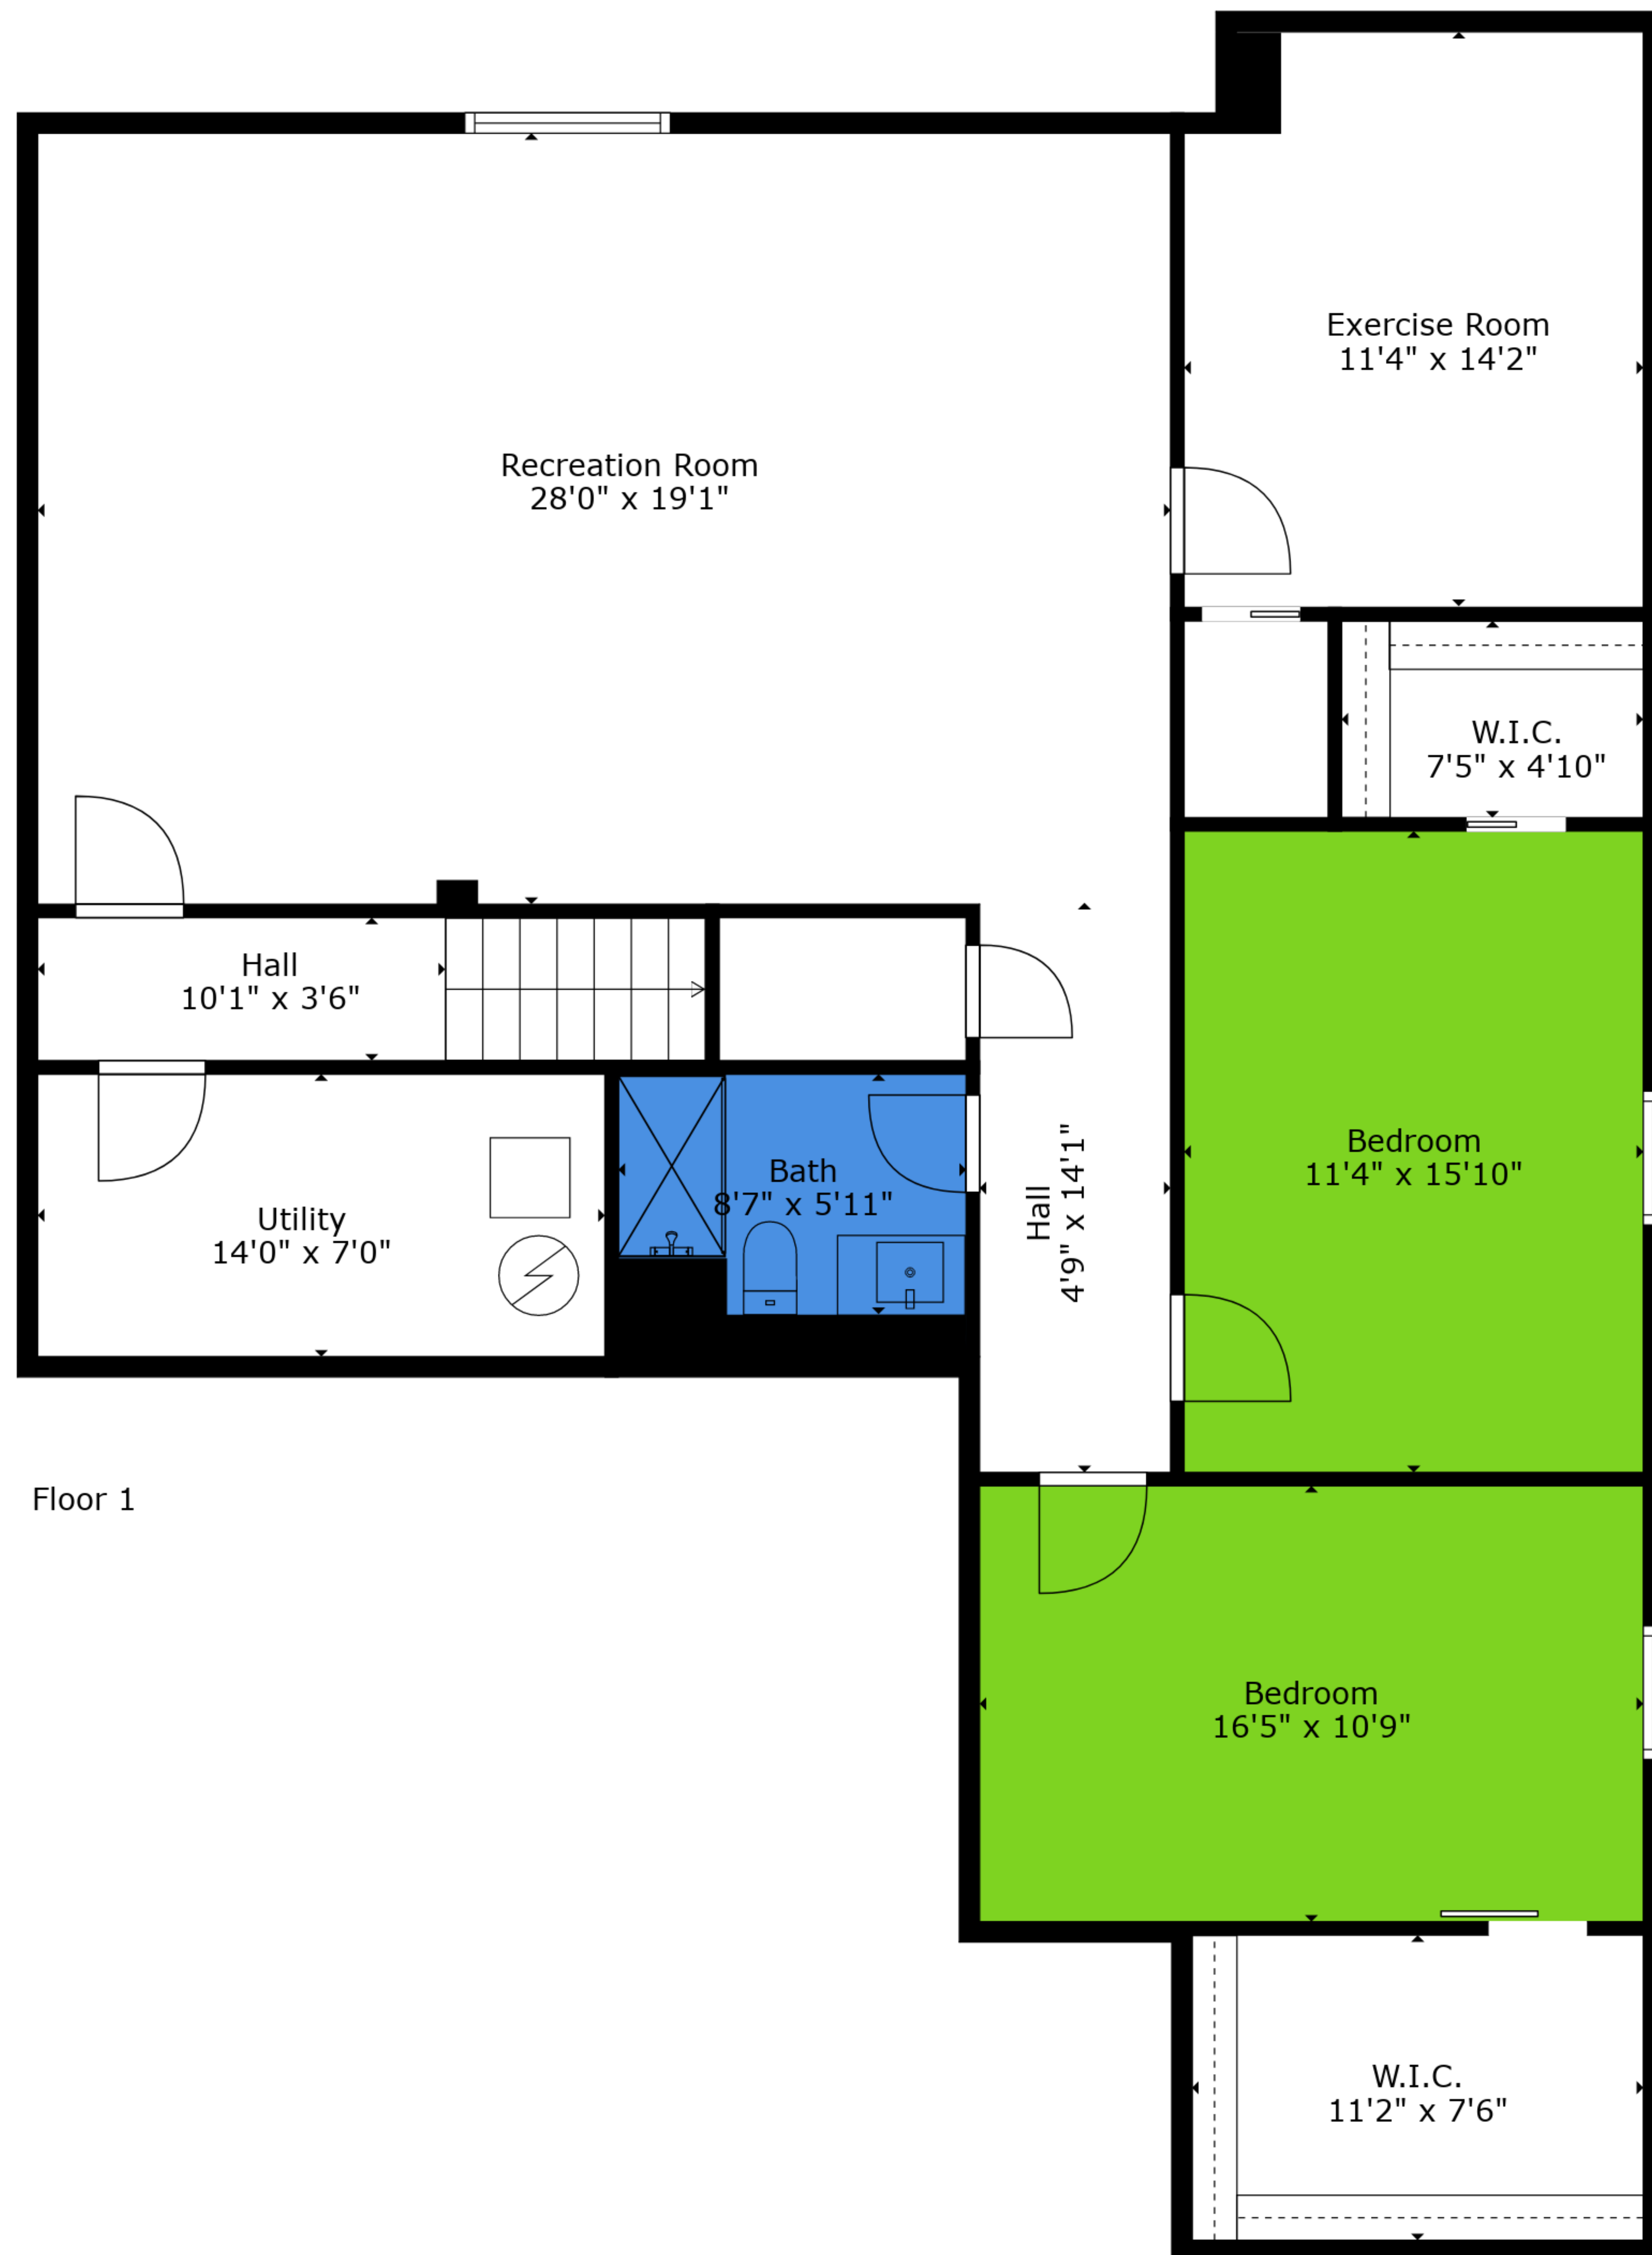 Exercise Room
11'4" x 14'2"
Recreation Room
28'0" x 19'1"
W.I.C.
7'5" x 4'10"
Hall
10'1" x 3'6"
Bedroom
11'4" x 15'10"
Bath
8'7" x 5'11"
Hall
4'9" x 14'1"
Utility
14'0" x 7'0"
Floor 1
Bedroom
16'5" x 10'9"
W.I.C.
11'2" x 7'6"